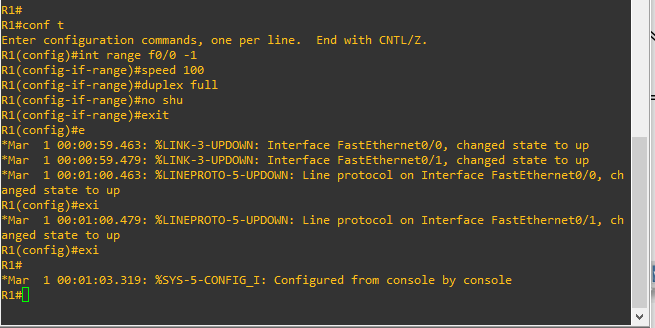 R1#
R1#conf t
Enter configuration commands, one per line.  End with CNTL/Z.
R1(config)#int range f0/0 -1
R1(config-if-range)#speed 100
R1(config-if-range)#duplex full
R1(config-if-range)#no shu
R1(config-if-range)#exit
R1(config)#e
*Mar  1 00:00:59.463: %LINK-3-UPDOWN: Interface FastEthernet0/0, changed state to up
*Mar  1 00:00:59.479: %LINK-3-UPDOWN: Interface FastEthernet0/1, changed state to up
*Mar  1 00:01:00.463: %LINEPROTO-5-UPDOWN: Line protocol on Interface FastEthernet0/0, ch
anged state to up
R1(config)#exi
*Mar  1 00:01:00.479: %LINEPROTO-5-UPDOWN: Line protocol on Interface FastEthernet0/1, ch
anged state to up
R1(config)#exi
R1#
*Mar  1 00:01:03.319: %SYS-5-CONFIG_I: Configured from console by console
R1#